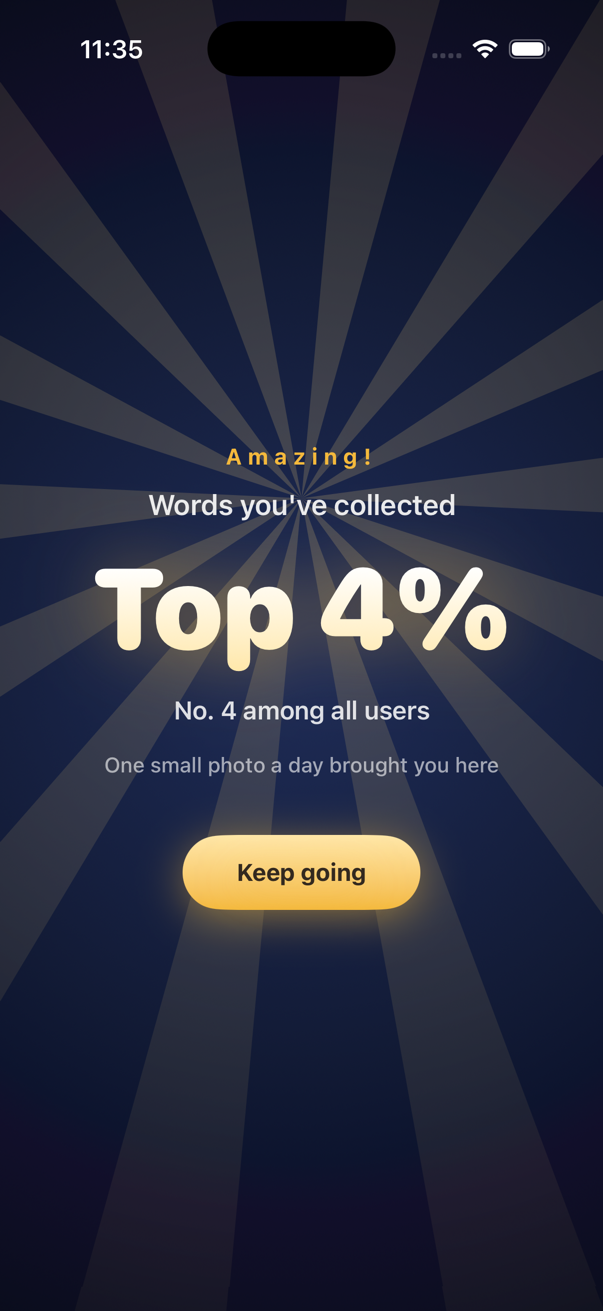 11:35
Amazing!
Words you've collected
Top 4%
No. 4 among all users
One small photo a day brought you here
Keep going